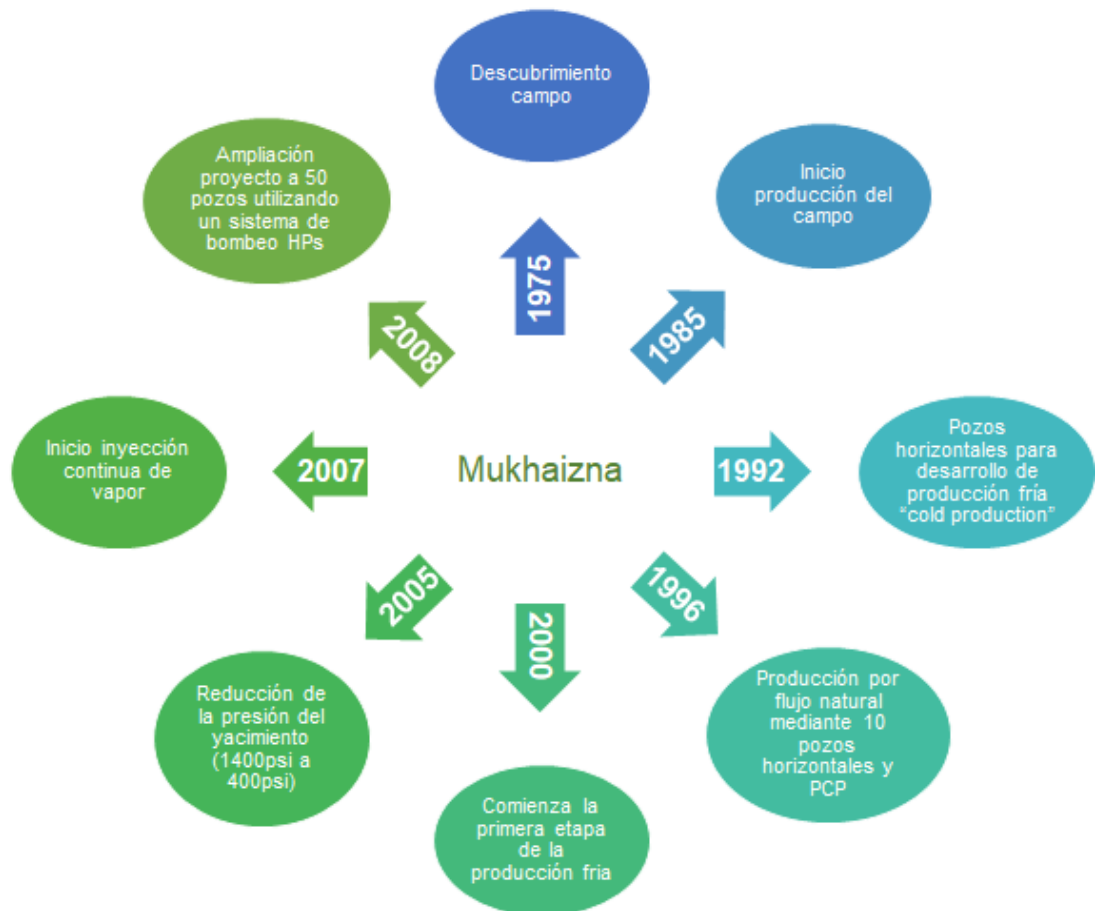 Descubrimiento
campo
1975
Inicio
producción del
campo
1985
Pozos
horizontales para
desarrollo de
producción fría
“cold production”
1992
Producción por
flujo natural
mediante 10
pozos
horizontales y
PCP
1996
Comienza la
primera etapa
de la
producción fria
2000
Reducción de
la presión del
yacimiento
(1400psi a
400psi)
2005
Inicio inyección
continua de
vapor
2007
Ampliación
proyecto a 50
pozos utilizando
un sistema de
bombeo HPs
2008
Mukhaizna